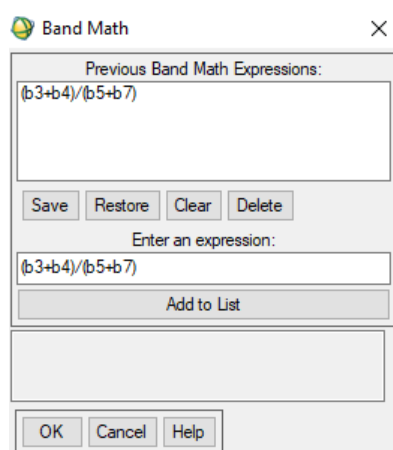 Band Math
Previous Band Math Expressions:
(b3+b4)/(b5+b7)
Save Restore Clear Delete
Enter an expression:
(b3+b4)/(b5+b7)
Add to List
OK Cancel Help